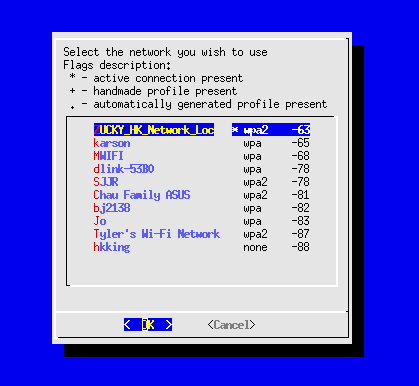 Select the network you wish to use
Flags description:
* - active connection present
+ - handmade profile present
. - automatically generated profile present
ZUCKY_HK_Network_Loc * wpa2 -63
karson wpa -65
MWIFI wpa -68
dlink-53B0 wpa -78
SJJR wpa2 -78
Chau Family ASUS wpa2 -81
bj2138 wpa -82
Jo wpa -83
Tyler's Wi-Fi Network wpa2 -87
hkking none -88
< OK > <Cancel>